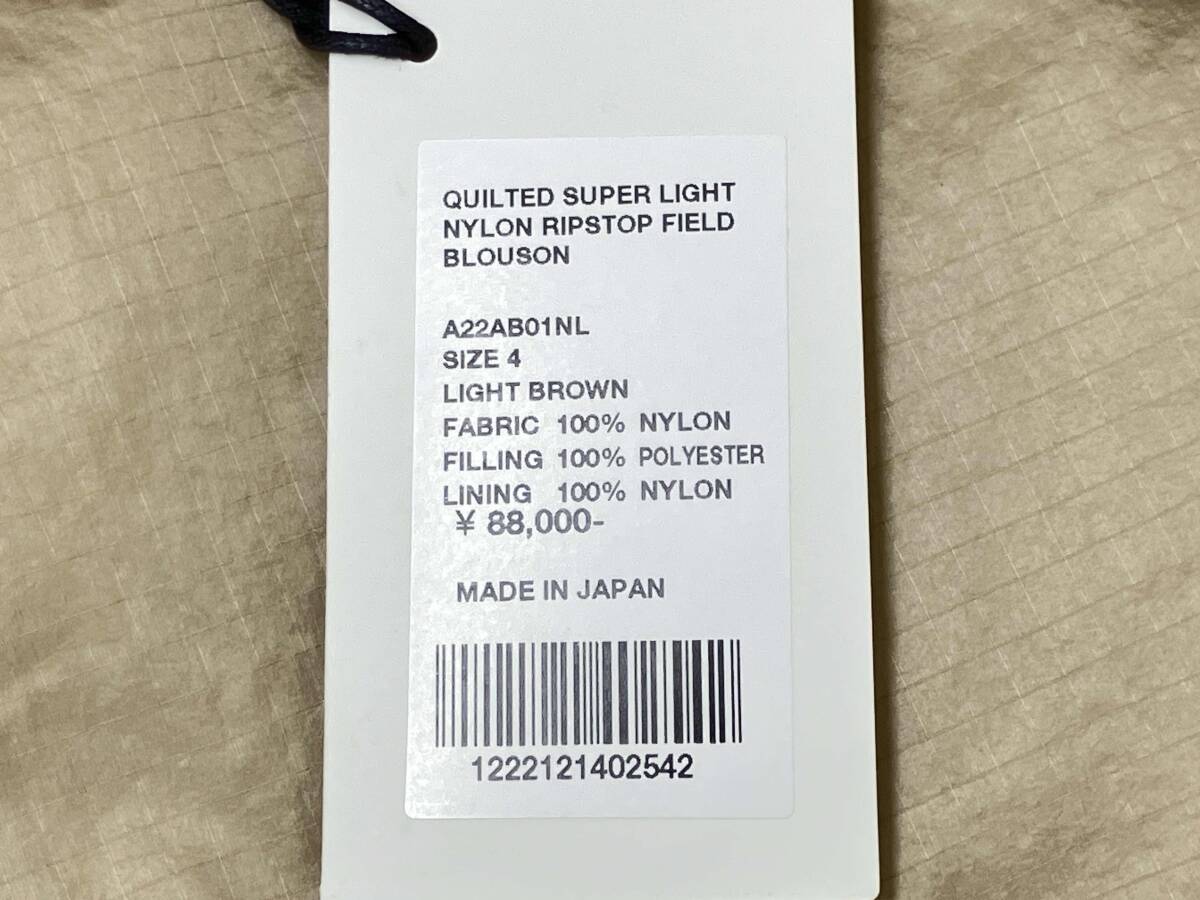 QUILTED SUPER LIGHT
NYLON RIPSTOP FIELD
BLOUSON
A22AB01NL
SIZE 4
LIGHT BROWN
FABRIC 100% NYLON
FILLING 100% POLYESTER
LINING 100% NYLON
¥ 88,000-
MADE IN JAPAN
1222121402542